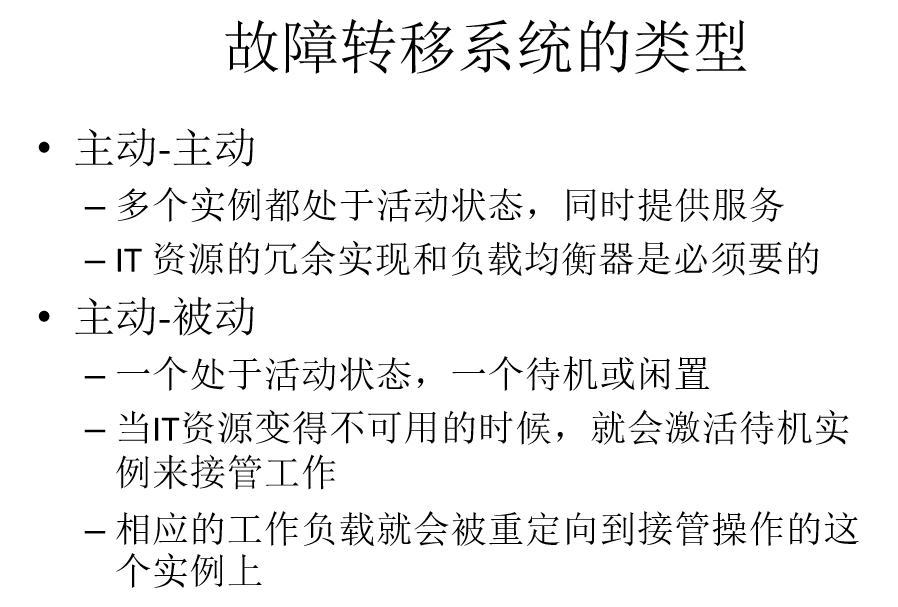 故障转移系统的类型
• 主动-主动
– 多个实例都处于活动状态，同时提供服务
– IT 资源的冗余实现和负载均衡器是必须要的
• 主动-被动
– 一个处于活动状态，一个待机或闲置
– 当IT资源变得不可用的时候，就会激活待机实
例来接管工作
– 相应的工作负载就会被重定向到接管操作的这
个实例上